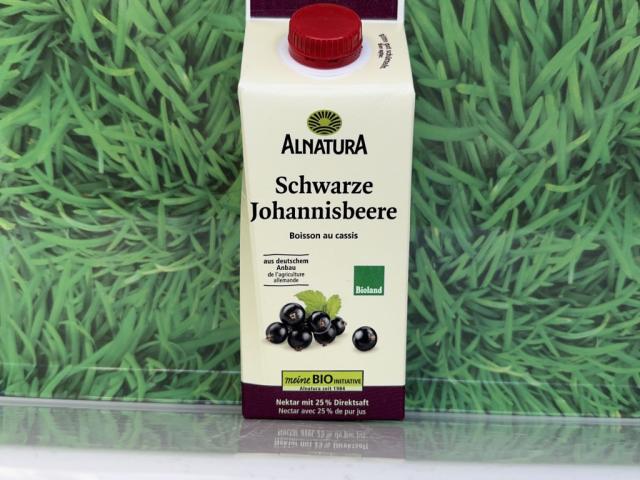 ALNATURA
Schwarze
Johannisbeere
Boisson au cassis
aus deutschem
Anbau
de l'agriculture
allemande
Bioland
meine BIO INITIATIVE
Alnatura seit 1984
Nektar mit 25 % Direktsaft
Nectar avec 25 % de pur jus